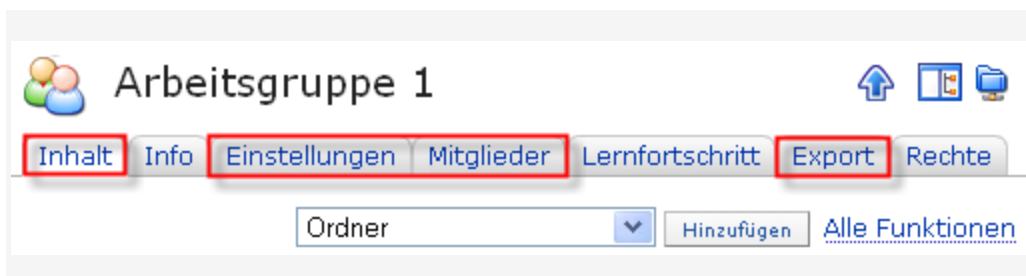 Arbeitsgruppe 1
Inhalt Info Einstellungen Mitglieder Lernfortschritt Export Rechte
Ordner Hinzufügen Alle Funktionen